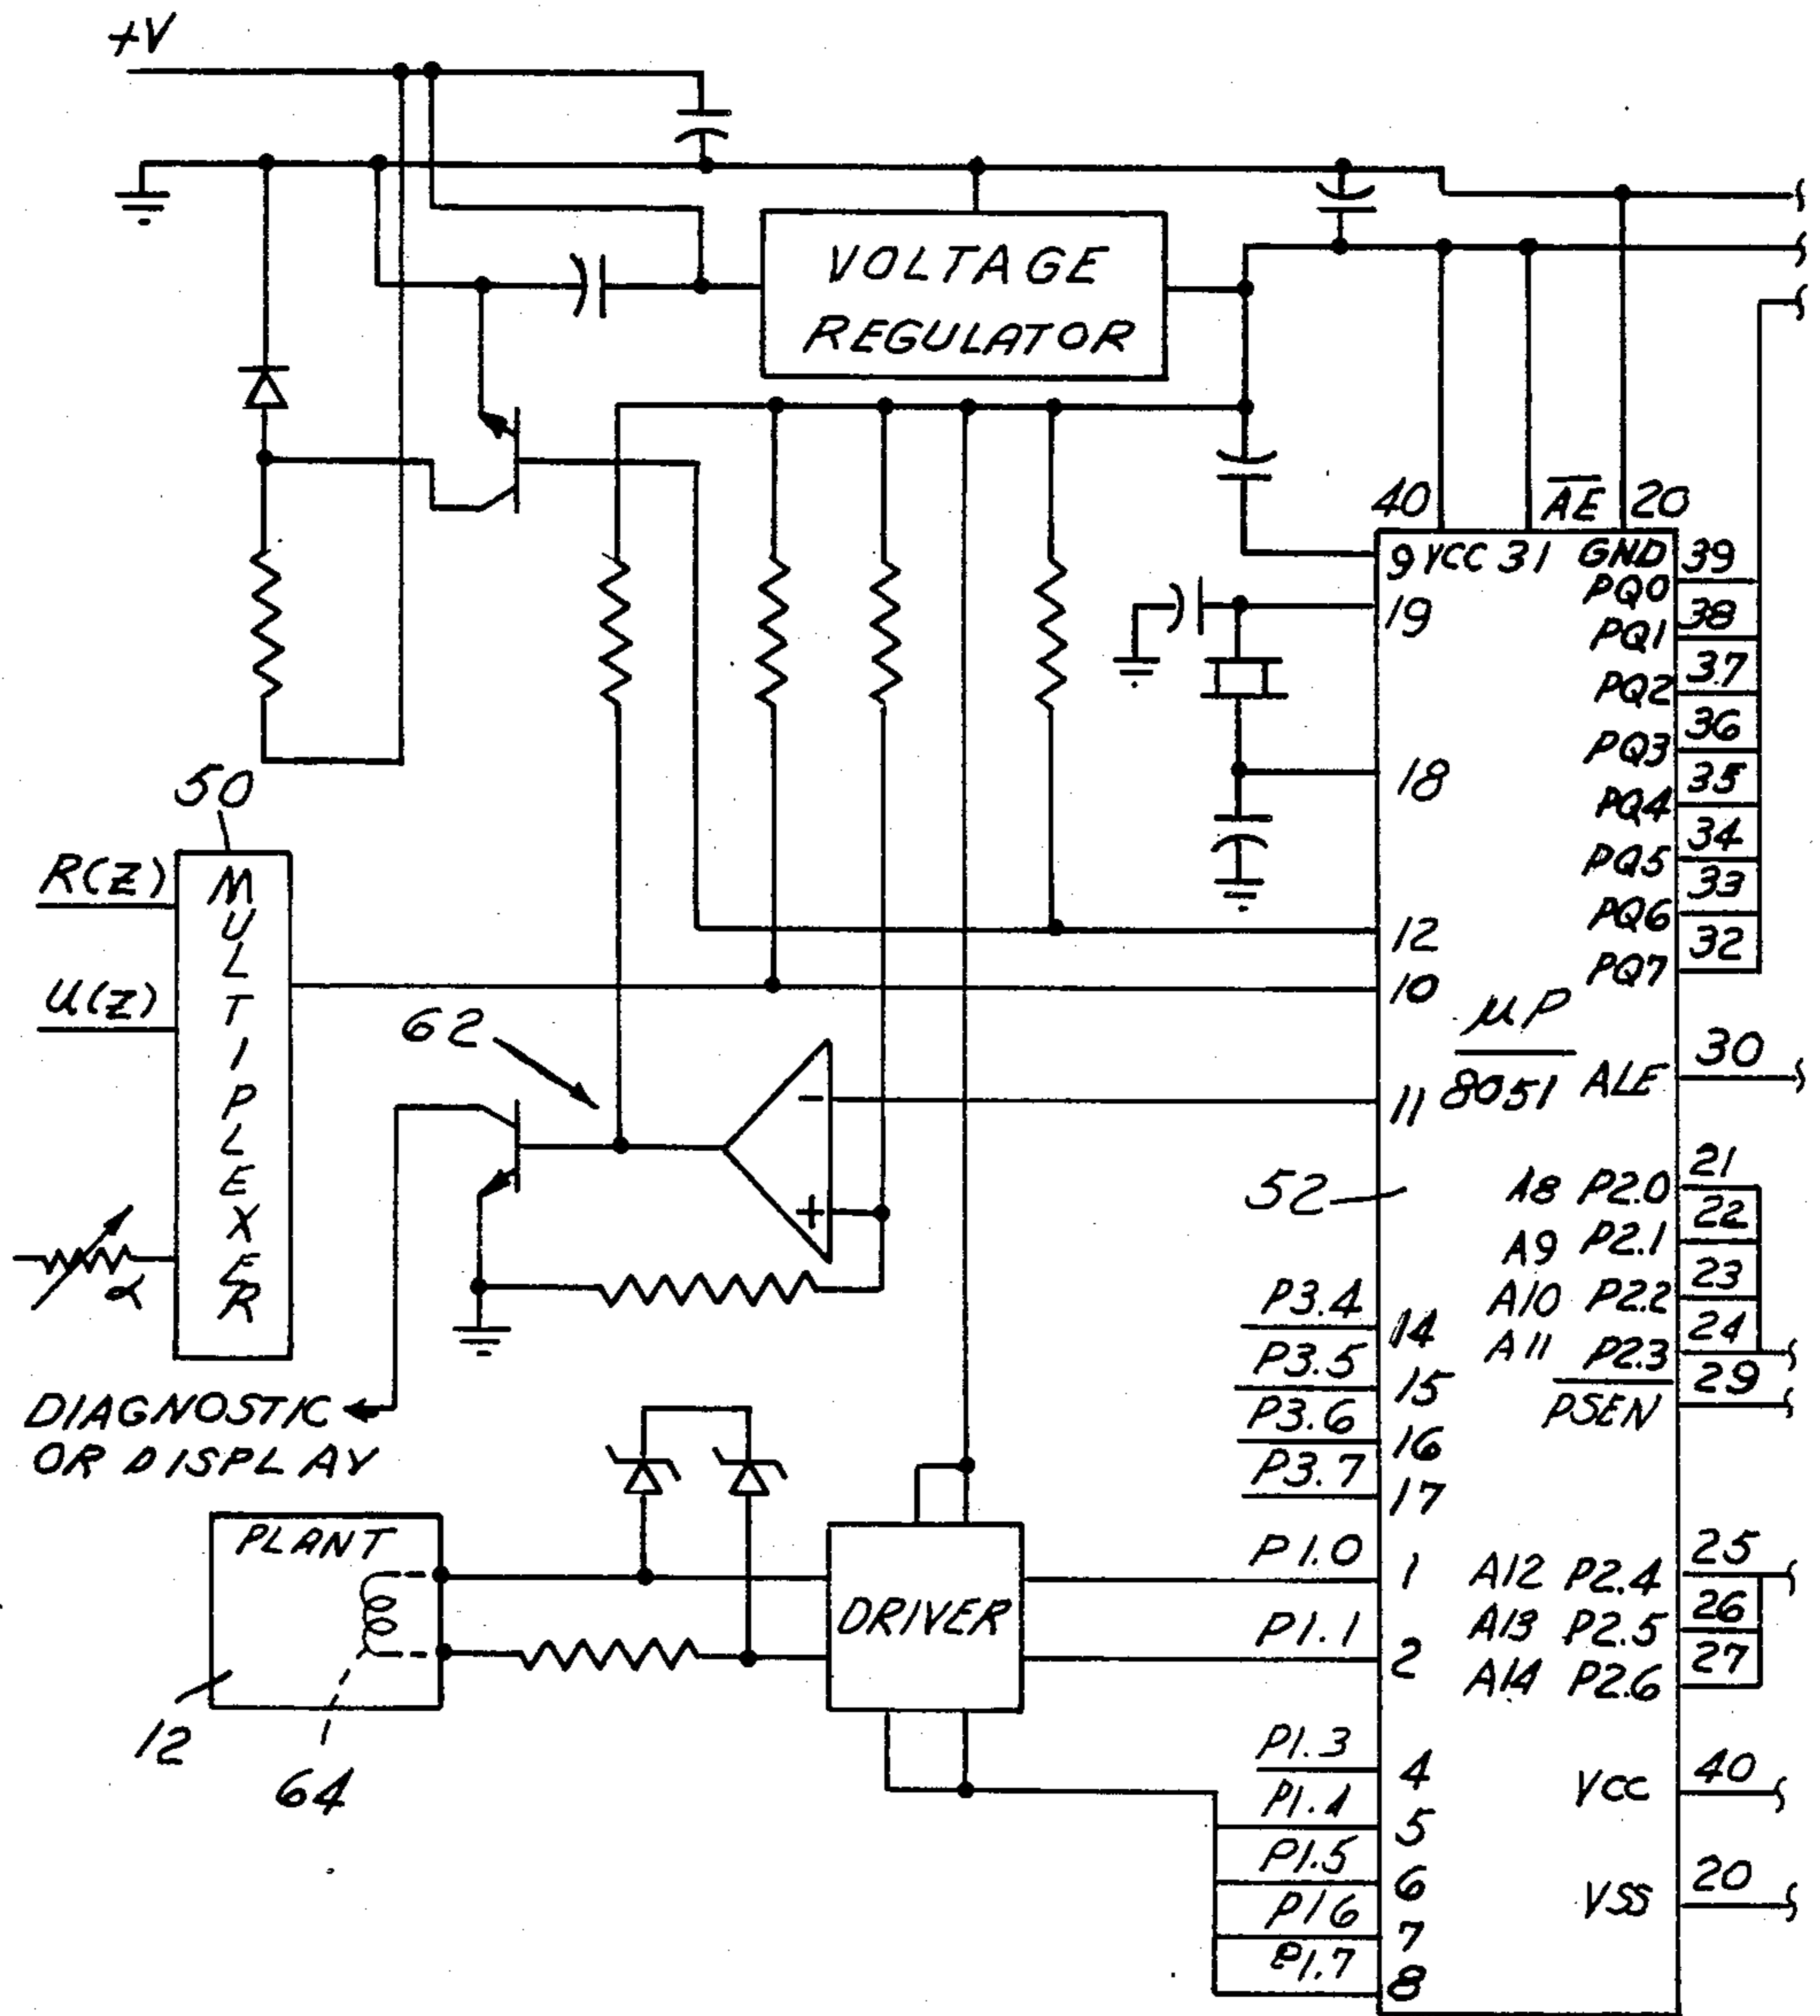 +V
VOLTAGE
REGULATOR
40 AE 20
9 VCC 31 GND 39
PQ0
19 38
PQ1
37
PQ2
36
PQ3
18 35
PQ4
34
PQ5
33
PQ6
12 32
PQ7
10
50
R(Z)
U(Z)
MULTIPLEXER
α
62
μP
8051 ALE 30
11
52
A8 P2.0 21
A9 P2.1 22
A10 P2.2 23
A11 P2.3 24
PSEN 29
P3.4 14
P3.5 15
P3.6 16
P3.7 17
DIAGNOSTIC
OR DISPLAY
PLANT
DRIVER
12
64
P1.0 1
P1.1 2
A12 P2.4 25
A13 P2.5 26
A14 P2.6 27
P1.3 4
P1.4 5
P1.5 6
P16 7
P1.7 8
VCC 40
VSS 20
-
+